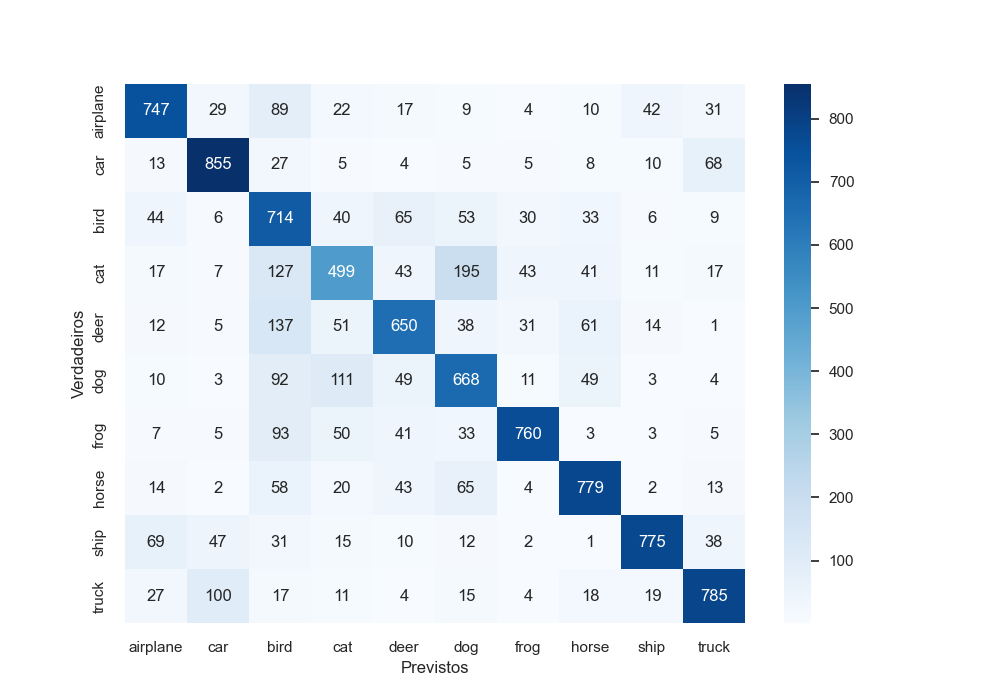 airplane 747 29 89 22 17 9 4 10 42 31
car 13 855 27 5 4 5 5 8 10 68
bird 44 6 714 40 65 53 30 33 6 9
cat 17 7 127 499 43 195 43 41 11 17
deer 12 5 137 51 650 38 31 61 14 1
dog 10 3 92 111 49 668 11 49 3 4
frog 7 5 93 50 41 33 760 3 3 5
horse 14 2 58 20 43 65 4 779 2 13
ship 69 47 31 15 10 12 2 1 775 38
truck 27 100 17 11 4 15 4 18 19 785
airplane car bird cat deer dog frog horse ship truck
Previstos
Verdadeiros
800
700
600
500
400
300
200
100